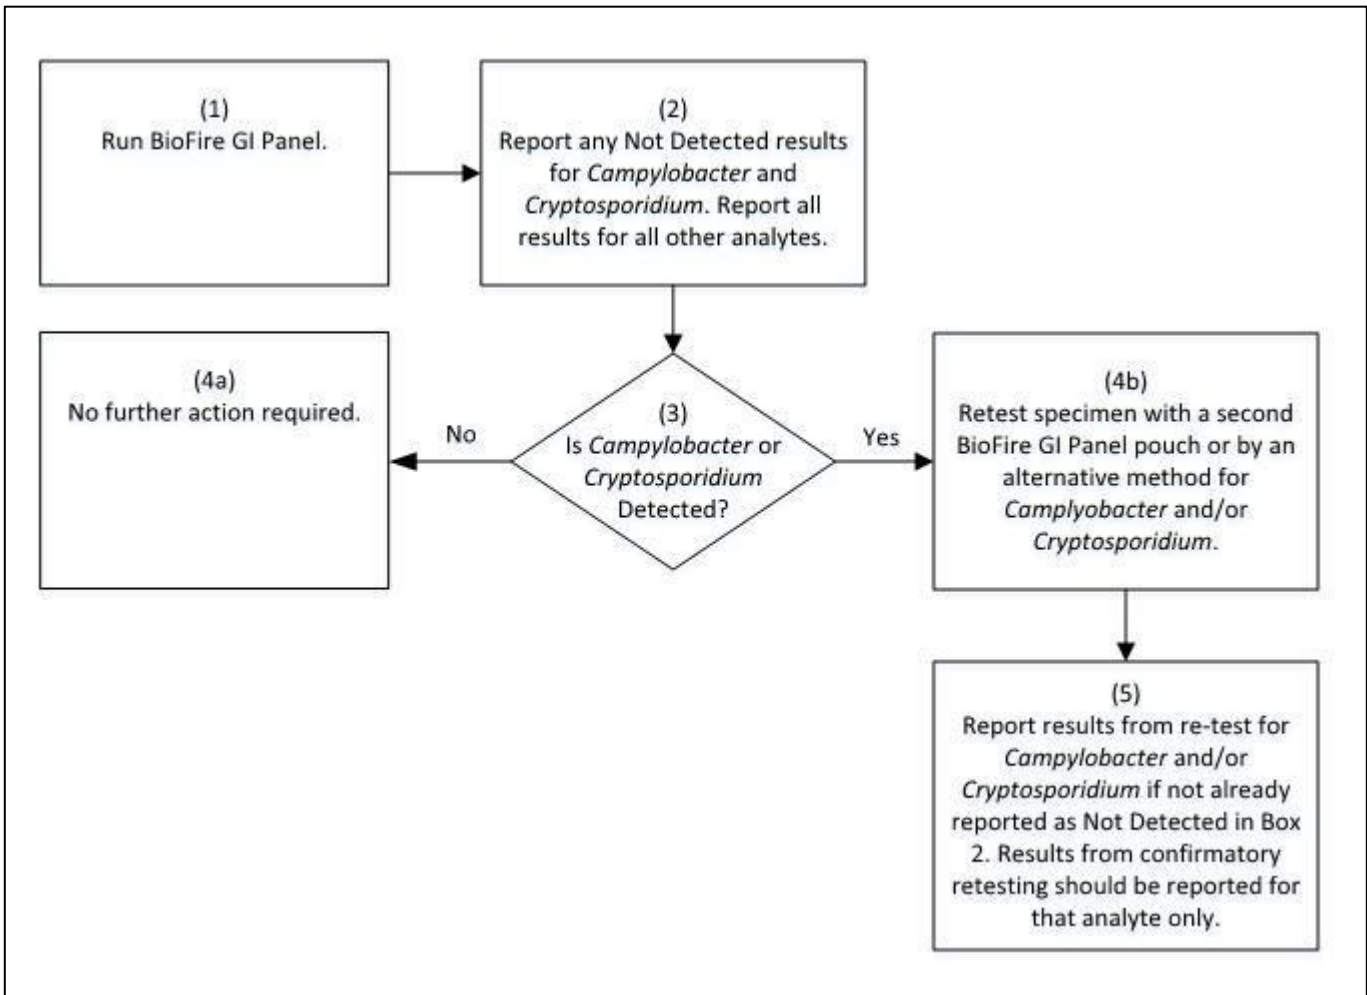 (1)
Run BioFire GI Panel.
(2)
Report any Not Detected results
for Campylobacter and
Cryptosporidium. Report all
results for all other analytes.
(3)
Is Campylobacter or
Cryptosporidium
Detected?
No
Yes
(4a)
No further action required.
(4b)
Retest specimen with a second
BioFire GI Panel pouch or by an
alternative method for
Camplyobacter and/or
Cryptosporidium.
(5)
Report results from re-test for
Campylobacter and/or
Cryptosporidium if not already
reported as Not Detected in Box
2. Results from confirmatory
retesting should be reported for
that analyte only.